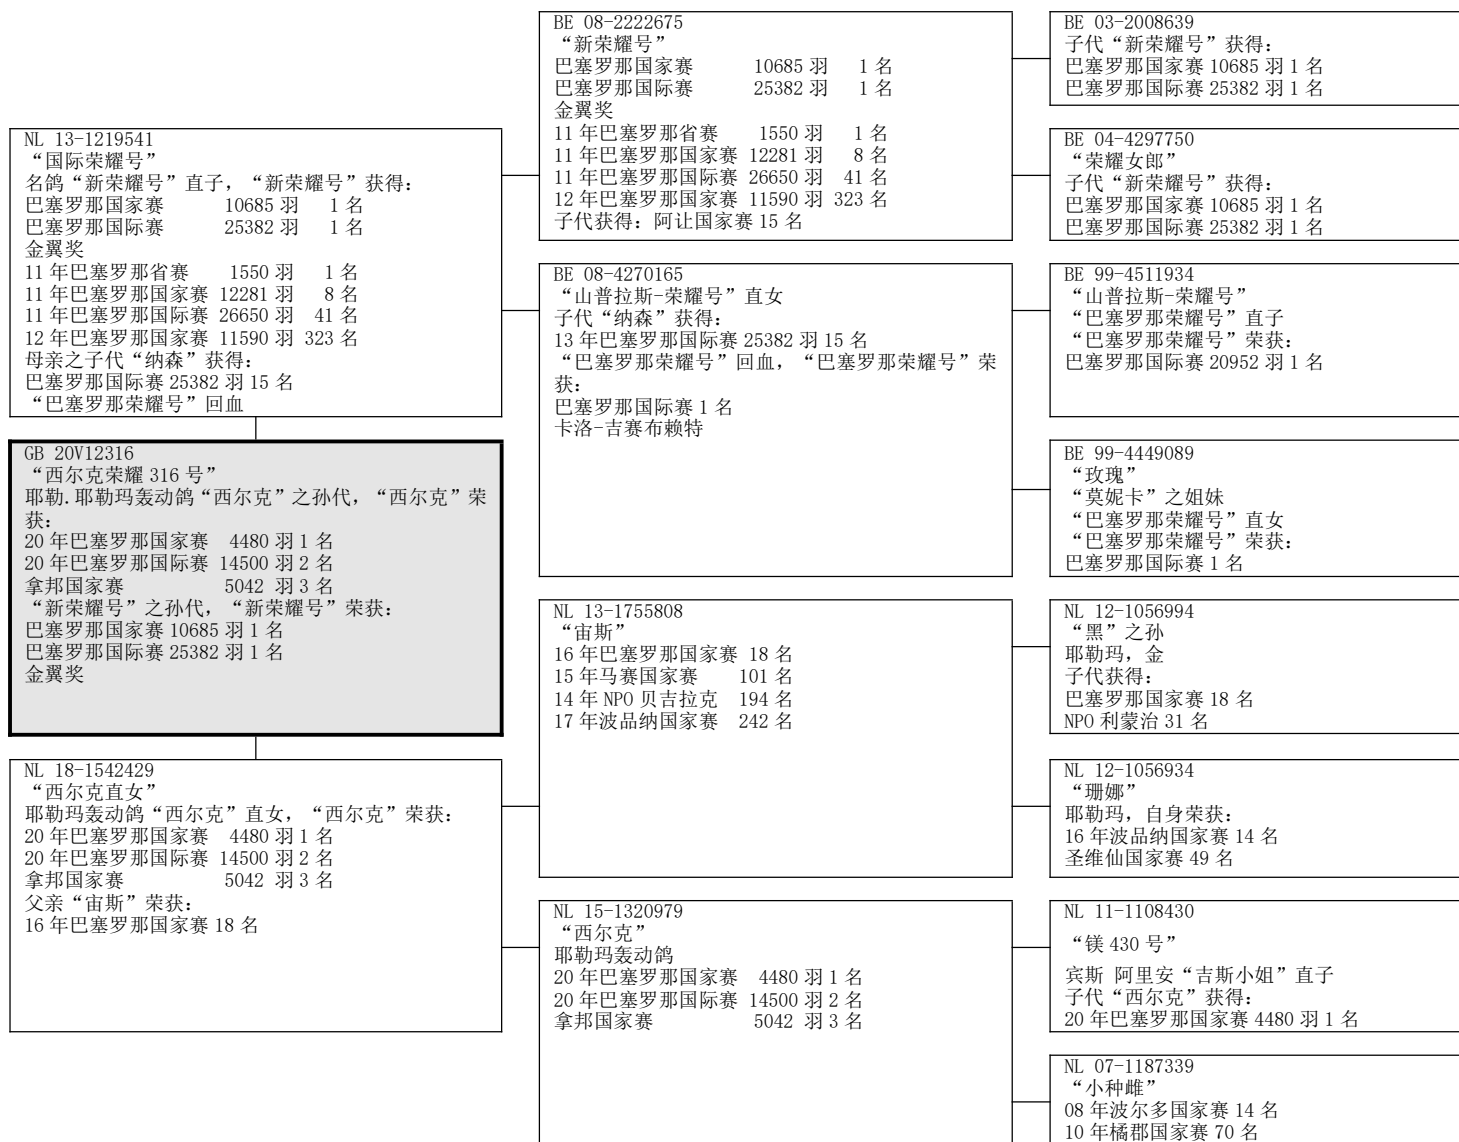 NL 13-1219541
“国际荣耀号”
名鸽“新荣耀号”直子，“新荣耀号”获得：
巴塞罗那国家赛 10685 羽 1 名
巴塞罗那国际赛 25382 羽 1 名
金翼奖
11 年巴塞罗那省赛 1550 羽 1 名
11 年巴塞罗那国家赛 12281 羽 8 名
11 年巴塞罗那国际赛 26650 羽 41 名
12 年巴塞罗那国家赛 11590 羽 323 名
母亲之子代“纳森”获得：
巴塞罗那国际赛 25382 羽 15 名
“巴塞罗那荣耀号”回血
GB 20V12316
“西尔克荣耀 316 号”
耶勒.耶勒玛轰动鸽“西尔克”之孙代，“西尔克”荣
获：
20 年巴塞罗那国家赛 4480 羽 1 名
20 年巴塞罗那国际赛 14500 羽 2 名
拿邦国家赛 5042 羽 3 名
“新荣耀号”之孙代，“新荣耀号”荣获：
巴塞罗那国家赛 10685 羽 1 名
巴塞罗那国际赛 25382 羽 1 名
金翼奖
NL 18-1542429
“西尔克直女”
耶勒玛轰动鸽“西尔克”直女，“西尔克”荣获：
20 年巴塞罗那国家赛 4480 羽 1 名
20 年巴塞罗那国际赛 14500 羽 2 名
拿邦国家赛 5042 羽 3 名
父亲“宙斯”荣获：
16 年巴塞罗那国家赛 18 名
BE 08-2222675
“新荣耀号”
巴塞罗那国家赛 10685 羽 1 名
巴塞罗那国际赛 25382 羽 1 名
金翼奖
11 年巴塞罗那省赛 1550 羽 1 名
11 年巴塞罗那国家赛 12281 羽 8 名
11 年巴塞罗那国际赛 26650 羽 41 名
12 年巴塞罗那国家赛 11590 羽 323 名
子代获得：阿让国家赛 15 名
BE 08-4270165
“山普拉斯-荣耀号”直女
子代“纳森”获得：
13 年巴塞罗那国际赛 25382 羽 15 名
“巴塞罗那荣耀号”回血，“巴塞罗那荣耀号”荣
获：
巴塞罗那国际赛 1 名
卡洛-吉赛布赖特
NL 13-1755808
“宙斯”
16 年巴塞罗那国家赛 18 名
15 年马赛国家赛 101 名
14 年 NPO 贝吉拉克 194 名
17 年波品纳国家赛 242 名
NL 15-1320979
“西尔克”
耶勒玛轰动鸽
20 年巴塞罗那国家赛 4480 羽 1 名
20 年巴塞罗那国际赛 14500 羽 2 名
拿邦国家赛 5042 羽 3 名
BE 03-2008639
子代“新荣耀号”获得：
巴塞罗那国家赛 10685 羽 1 名
巴塞罗那国际赛 25382 羽 1 名
BE 04-4297750
“荣耀女郎”
子代“新荣耀号”获得：
巴塞罗那国家赛 10685 羽 1 名
巴塞罗那国际赛 25382 羽 1 名
BE 99-4511934
“山普拉斯-荣耀号”
“巴塞罗那荣耀号”直子
“巴塞罗那荣耀号”荣获：
巴塞罗那国际赛 20952 羽 1 名
BE 99-4449089
“玫瑰”
“莫妮卡”之姐妹
“巴塞罗那荣耀号”直女
“巴塞罗那荣耀号”荣获：
巴塞罗那国际赛 1 名
NL 12-1056994
“黑”之孙
耶勒玛，金
子代获得：
巴塞罗那国家赛 18 名
NPO 利蒙治 31 名
NL 12-1056934
“珊娜”
耶勒玛，自身荣获：
16 年波品纳国家赛 14 名
圣维仙国家赛 49 名
NL 11-1108430
“镁 430 号”
宾斯 阿里安“吉斯小姐”直子
子代“西尔克”获得：
20 年巴塞罗那国家赛 4480 羽 1 名
NL 07-1187339
“小种雌”
08 年波尔多国家赛 14 名
10 年橘郡国家赛 70 名